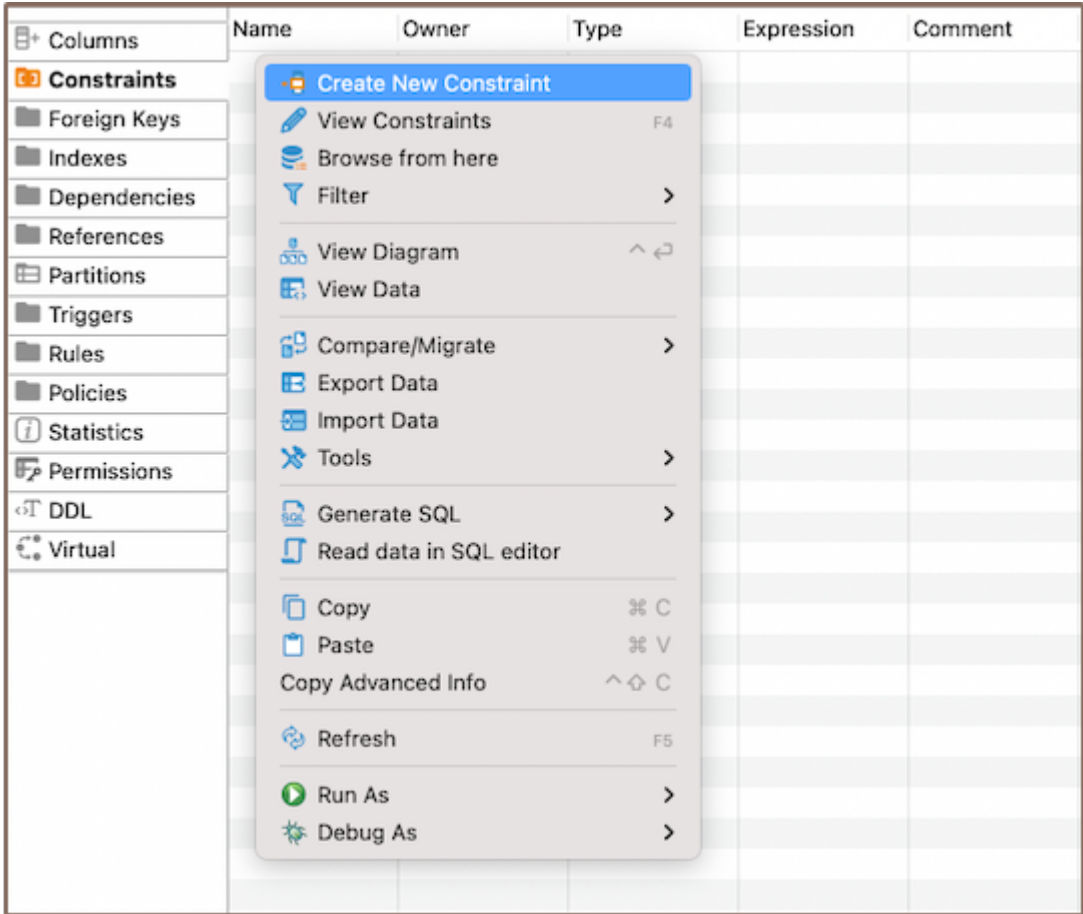 Name Owner Type Expression Comment
Columns
Constraints
Foreign Keys
Indexes
Dependencies
References
Partitions
Triggers
Rules
Policies
Statistics
Permissions
DDL
Virtual
Create New Constraint
View Constraints F4
Browse from here
Filter
View Diagram ^ ↩
View Data
Compare/Migrate
Export Data
Import Data
Tools
Generate SQL
Read data in SQL editor
Copy ⌘ C
Paste ⌘ V
Copy Advanced Info ^ ⇧ C
Refresh F5
Run As
Debug As